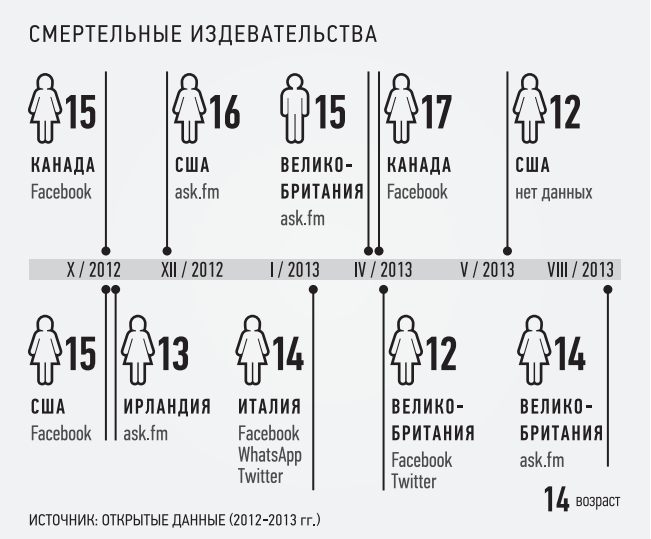 СМЕРТЕЛЬНЫЕ ИЗДЕВАТЕЛЬСТВА
15
КАНАДА
Facebook
16
США
ask.fm
15
ВЕЛИКО-
БРИТАНИЯ
ask.fm
17
КАНАДА
Facebook
12
США
нет данных
X / 2012
XII / 2012
I / 2013
IV / 2013
V / 2013
VIII / 2013
15
США
Facebook
13
ИРЛАНДИЯ
ask.fm
14
ИТАЛИЯ
Facebook
WhatsApp
Twitter
12
ВЕЛИКО-
БРИТАНИЯ
Facebook
Twitter
14
ВЕЛИКО-
БРИТАНИЯ
ask.fm
14 возраст
ИСТОЧНИК: ОТКРЫТЫЕ ДАННЫЕ (2012-2013 гг.)